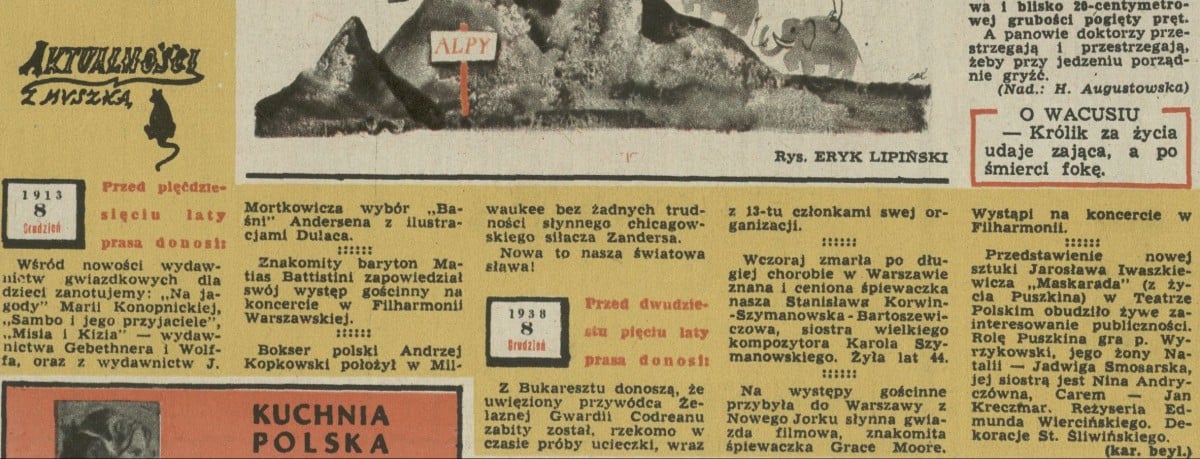 wa i blisko 20-centymetro-
wej grubości pogięty pręt.
A panowie doktorzy prze-
strzegają i przestrzegają,
żeby przy jedzeniu porząd-
nie gryźć.
(Nad.: H. Augustowska)
O WACUSIU
— Królik za życia
udaje zająca, a po
śmierci fokę.
ALPY
Rys. ERYK LIPIŃSKI
AKTUALNOŚCI
Z MYSZKĄ
1913
8
Grudzień
Przed pięćdzie-
sięciu laty
prasa donosi:
Wśród nowości wydaw-
nictw gwiazdkowych dla
dzieci zanotujemy: „Na ja-
gody” Marii Konopnickiej,
„Sambo i jego przyjaciele”,
„Misia i Kizia” — wydaw-
nictwa Gebethnera i Wolf-
fa, oraz z wydawnictw J.
Mortkowicza wybór „Ba-
śni” Andersena z ilustra-
cjami Dulaca.
Znakomity baryton Ma-
tias Battistini zapowiedział
swój występ gościnny na
koncercie w Filharmonii
Warszawskiej.
Bokser polski Andrzej
Kopkowski położył w Mil-
waukee bez żadnych trud-
ności słynnego chicagow-
skiego siłacza Zandersa.
Nowa to nasza światowa
sława!
1938
8
Grudzień
Przed dwudzie-
stu pięciu laty
prasa donosi:
Z Bukaresztu donoszą, że
uwięziony przywódca Że-
laznej Gwardii Codreanu
zabity został, rzekomo w
czasie próby ucieczki, wraz
z 13-tu członkami swej or-
ganizacji.
Wczoraj zmarła po dłu-
giej chorobie w Warszawie
znana i ceniona śpiewaczka
nasza Stanisława Korwin-
-Szymanowska-Bartoszewi-
czowa, siostra wielkiego
kompozytora Karola Szy-
manowskiego. Żyła lat 44.
Na występy gościnne
przybyła do Warszawy z
Nowego Jorku słynna gwia-
zda filmowa, znakomita
śpiewaczka Grace Moore.
Wystąpi na koncercie w
Filharmonii.
Przedstawienie nowej
sztuki Jarosława Iwaszkie-
wicza „Maskarada” (z ży-
cia Puszkina) w Teatrze
Polskim obudziło żywe za-
interesowanie publiczności.
Rolę Puszkina gra p. Wy-
rzykowski, jego żony Na-
talii — Jadwiga Smosarska,
jej siostrą jest Nina Andry-
czówna, Carem — Jan
Kreczmar. Reżyseria Ed-
munda Wiercińskiego. De-
koracje St. Śliwińskiego.
(kar. beyl.)
KUCHNIA
POLSKA